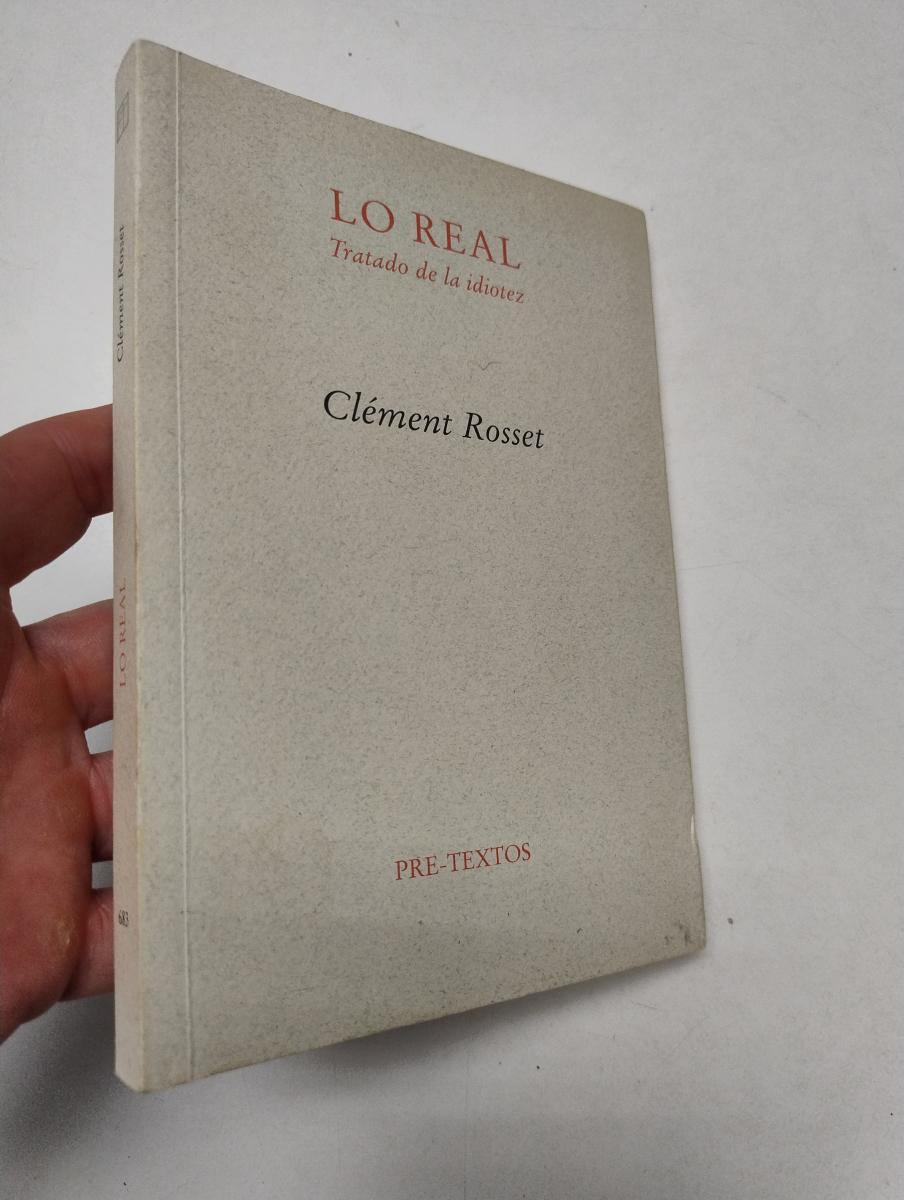 LO REAL
Tratado de la idiotez
Clément Rosset
PRE-TEXTOS
Clément Rosset
LO REAL
683